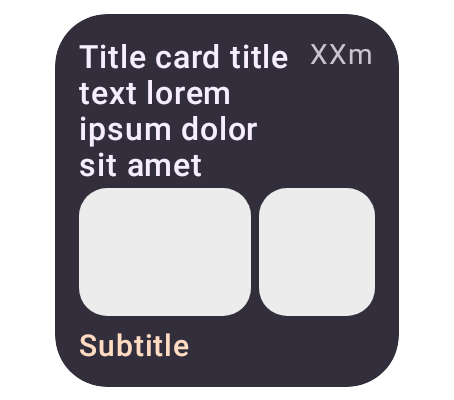 Title card title XXm
text lorem
ipsum dolor
sit amet
Subtitle